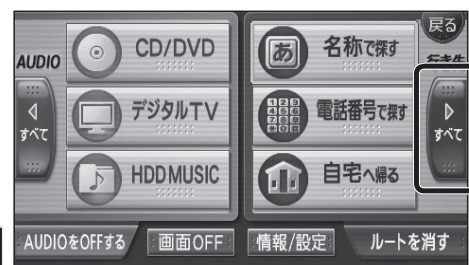 戻る
AUDIO
CD/DVD
名称で探す
行き先
すべて
デジタルTV
電話番号で探す
すべて
HDD MUSIC
自宅へ帰る
AUDIOをOFFする
画面OFF
情報/設定
ルートを消す